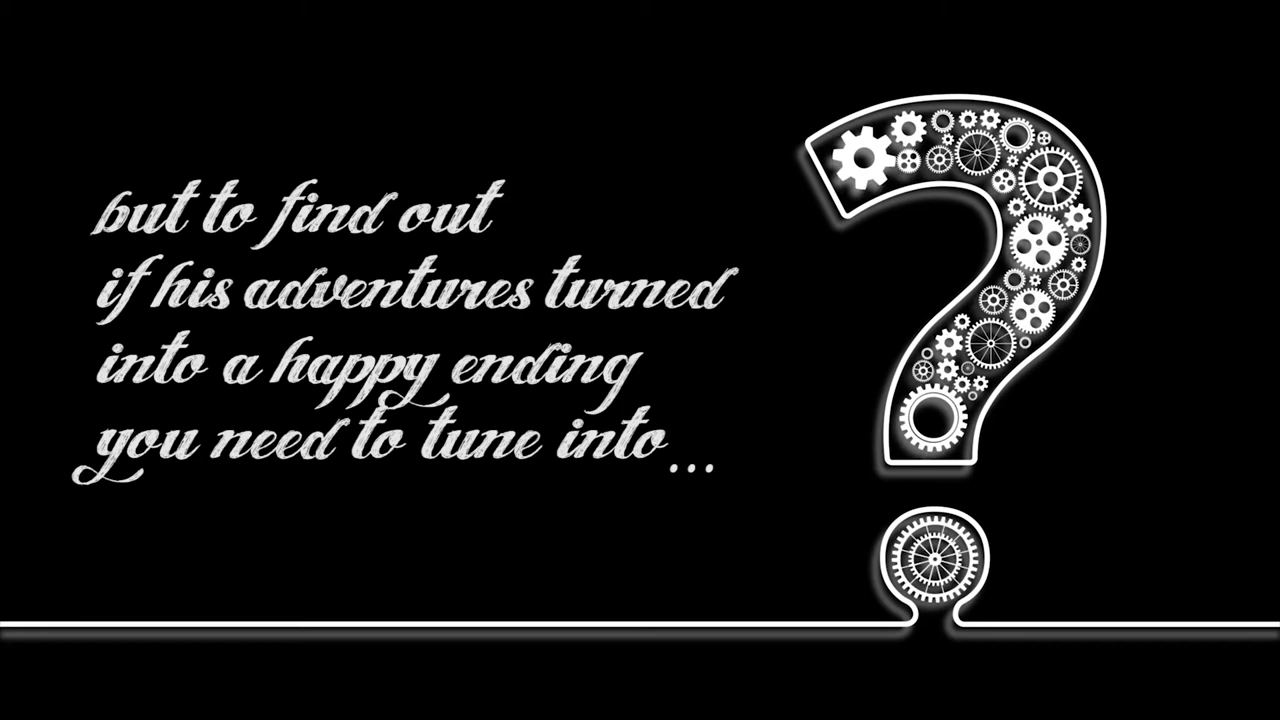 but to find out
if his adventures turned
into a happy ending
you need to tune into...
?